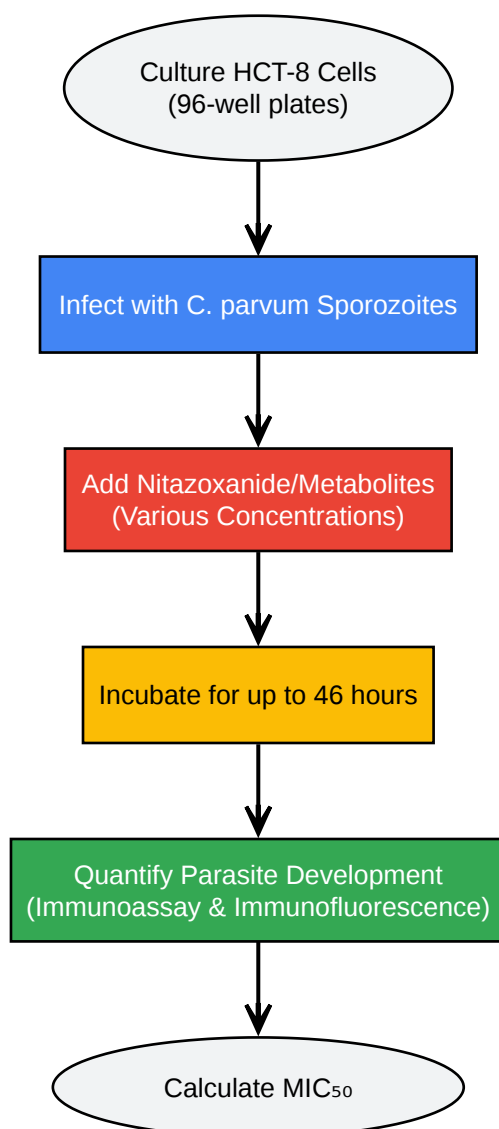 Culture HCT-8 Cells
(96-well plates)
Infect with C. parvum Sporozoites
Add Nitazoxanide/Metabolites
(Various Concentrations)
Incubate for up to 46 hours
Quantify Parasite Development
(Immunoassay & Immunofluorescence)
Calculate MIC₅₀